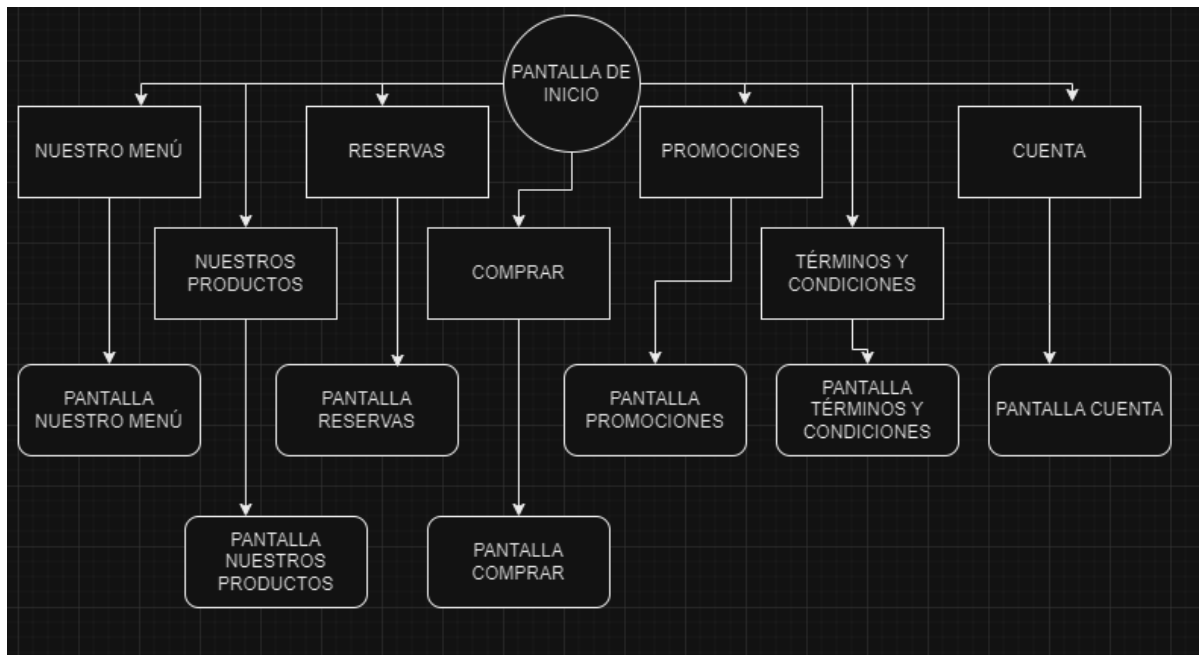 PANTALLA DE
INICIO
NUESTRO MENÚ
RESERVAS
PROMOCIONES
CUENTA
NUESTROS
PRODUCTOS
COMPRAR
TÉRMINOS Y
CONDICIONES
PANTALLA
NUESTRO MENÚ
PANTALLA
RESERVAS
PANTALLA
PROMOCIONES
PANTALLA
TÉRMINOS Y
CONDICIONES
PANTALLA CUENTA
PANTALLA
NUESTROS
PRODUCTOS
PANTALLA
COMPRAR